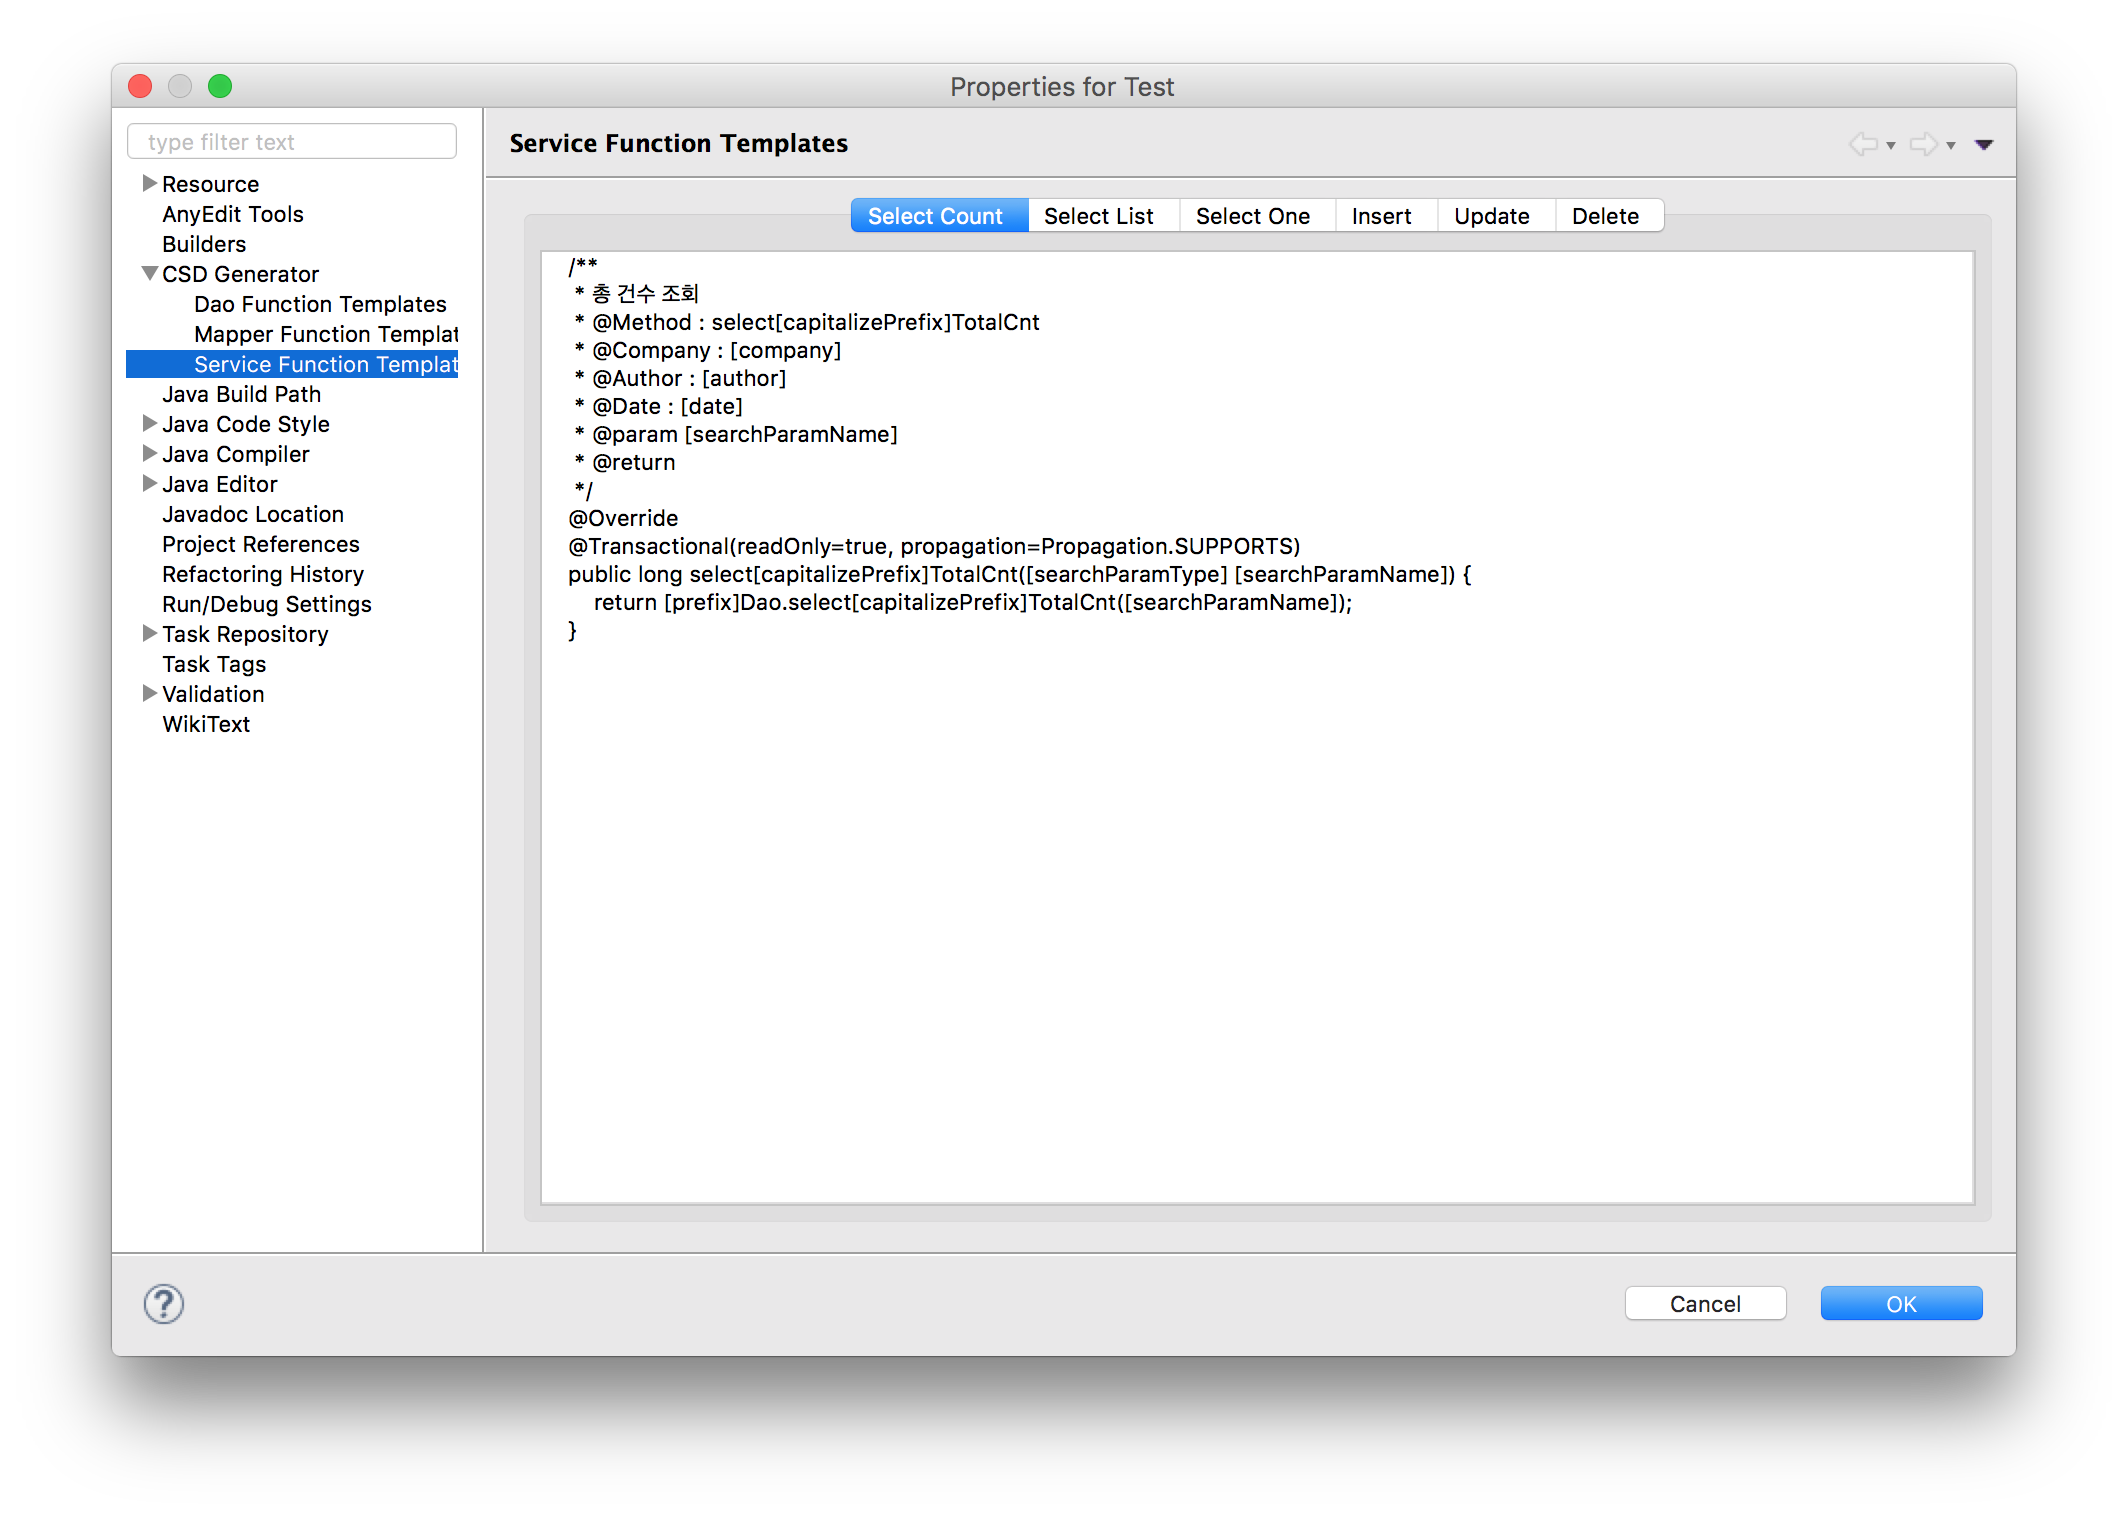 Properties for Test
type filter text
Resource
AnyEdit Tools
Builders
CSD Generator
Dao Function Templates
Mapper Function Templat
Service Function Templat
Java Build Path
Java Code Style
Java Compiler
Java Editor
Javadoc Location
Project References
Refactoring History
Run/Debug Settings
Task Repository
Task Tags
Validation
WikiText
Service Function Templates
Select Count Select List Select One Insert Update Delete
/**
 * 총 건수 조회
 * @Method : select[capitalizePrefix]TotalCnt
 * @Company : [company]
 * @Author : [author]
 * @Date : [date]
 * @param [searchParamName]
 * @return
 */
@Override
@Transactional(readOnly=true, propagation=Propagation.SUPPORTS)
public long select[capitalizePrefix]TotalCnt([searchParamType] [searchParamName]) {
    return [prefix]Dao.select[capitalizePrefix]TotalCnt([searchParamName]);
}
? Cancel OK